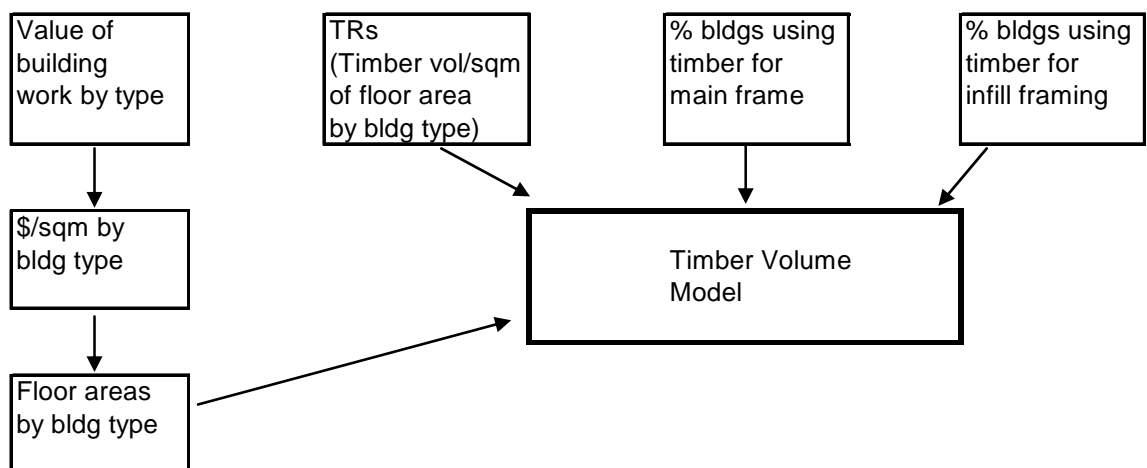 Value of
building
work by type
TRs
(Timber vol/sqm
of floor area
by bldg type)
% bldgs using
timber for
main frame
% bldgs using
timber for
infill framing
$/sqm by
bldg type
Timber Volume
Model
Floor areas
by bldg type